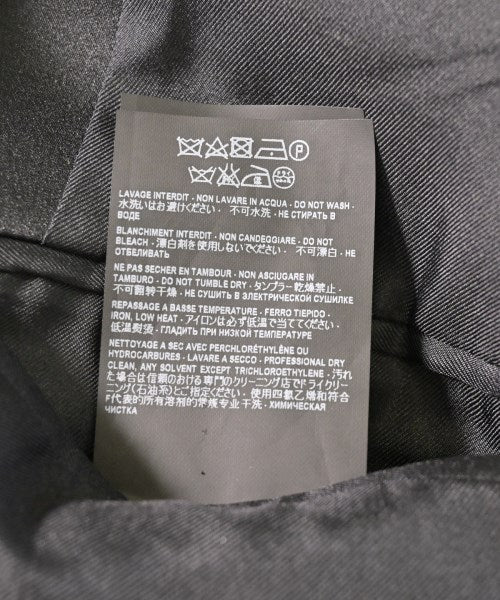 P
LAVAGE INTERDIT - NON LAVARE IN ACQUA - DO NOT WASH -
水洗いはお避けください - 不可水洗 - НЕ СТИРАТЬ В
ВОДЕ
BLANCHIMENT INTERDIT - NON CANDEGGIARE - DO NOT
BLEACH - 漂白剤を使用しないでください - 不可漂白 - НЕ
ОТБЕЛИВАТЬ
NE PAS SECHER EN TAMBOUR - NON ASCIUGARE IN
TAMBURO - DO NOT TUMBLE DRY - タンブラー乾燥禁止 -
不可翻转干燥 - НЕ СУШИТЬ В ЭЛЕКТРИЧЕСКОЙ СУШИЛКЕ
REPASSAGE A BASSE TEMPERATURE - FERRO TIEPIDO -
IRON, LOW HEAT - アイロンは必ず低温で当ててください -
低温熨烫 - ГЛАДИТЬ ПРИ НИЗКОЙ ТЕМПЕРАТУРЕ
NETTOYAGE A SEC AVEC PERCHLORÉTHYLÈNE OU
HYDROCARBURES - LAVARE A SECCO - PROFESSIONAL DRY
CLEAN, ANY SOLVENT EXCEPT TRICLOROETHYLENE - 汚れ
た場合は信頼のおける専門のクリーニング店でドライクリー
ニング(石油系)とご指定ください - 使用四氯乙烯和符合
F代表的所有溶剂的常规专业干洗 - ХИМИЧЕСКАЯ
ЧИСТКА